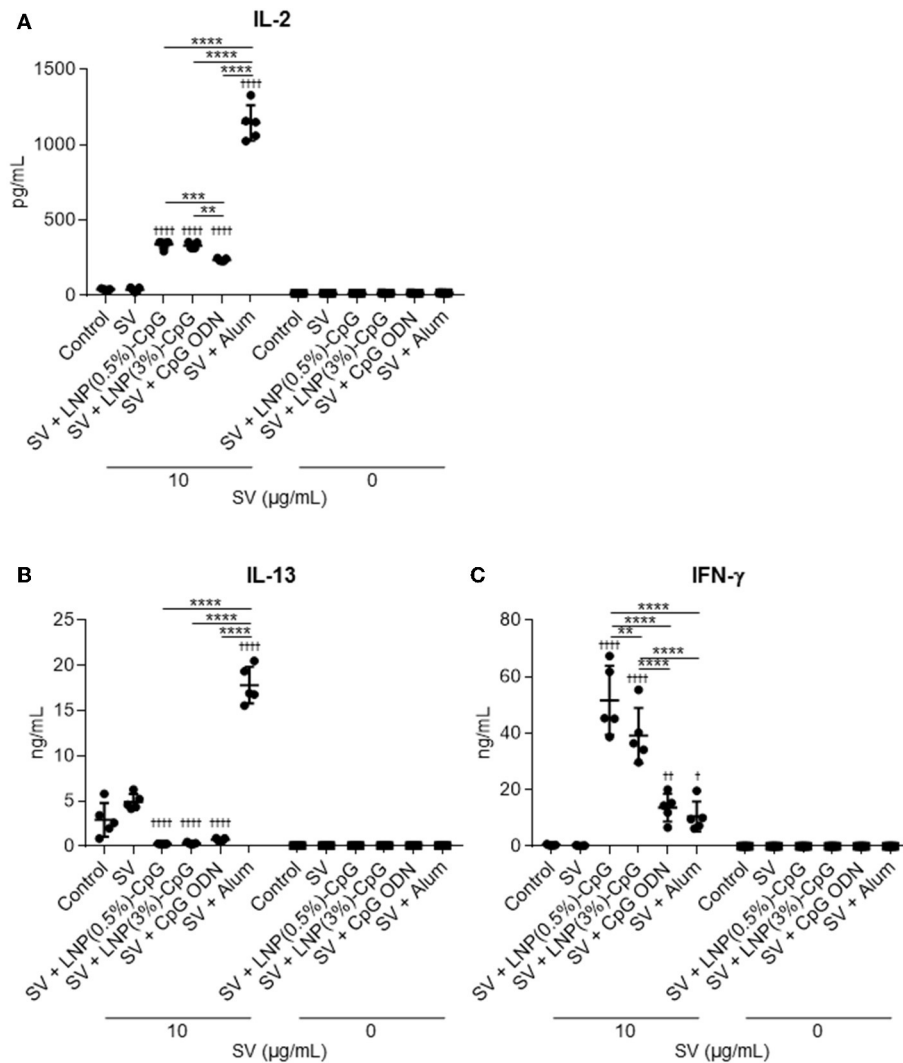 A
IL-2
****
****
****
††††
1500
1000
500
0
pg/mL
***
**
†††† †††† ††††
Control
SV
SV + LNP(0.5%)-CpG
SV + LNP(3%)-CpG
SV + CpG ODN
SV + Alum
Control
SV
SV + LNP(0.5%)-CpG
SV + LNP(3%)-CpG
SV + CpG ODN
SV + Alum
10 0
SV (µg/mL)
B
IL-13
****
****
****
††††
25
20
15
10
5
0
ng/mL
†††† †††† ††††
Control
SV
SV + LNP(0.5%)-CpG
SV + LNP(3%)-CpG
SV + CpG ODN
SV + Alum
Control
SV
SV + LNP(0.5%)-CpG
SV + LNP(3%)-CpG
SV + CpG ODN
SV + Alum
10 0
SV (µg/mL)
C
IFN-γ
****
****
**
****
****
††††
††††
††
†
80
60
40
20
0
ng/mL
Control
SV
SV + LNP(0.5%)-CpG
SV + LNP(3%)-CpG
SV + CpG ODN
SV + Alum
Control
SV
SV + LNP(0.5%)-CpG
SV + LNP(3%)-CpG
SV + CpG ODN
SV + Alum
10 0
SV (µg/mL)